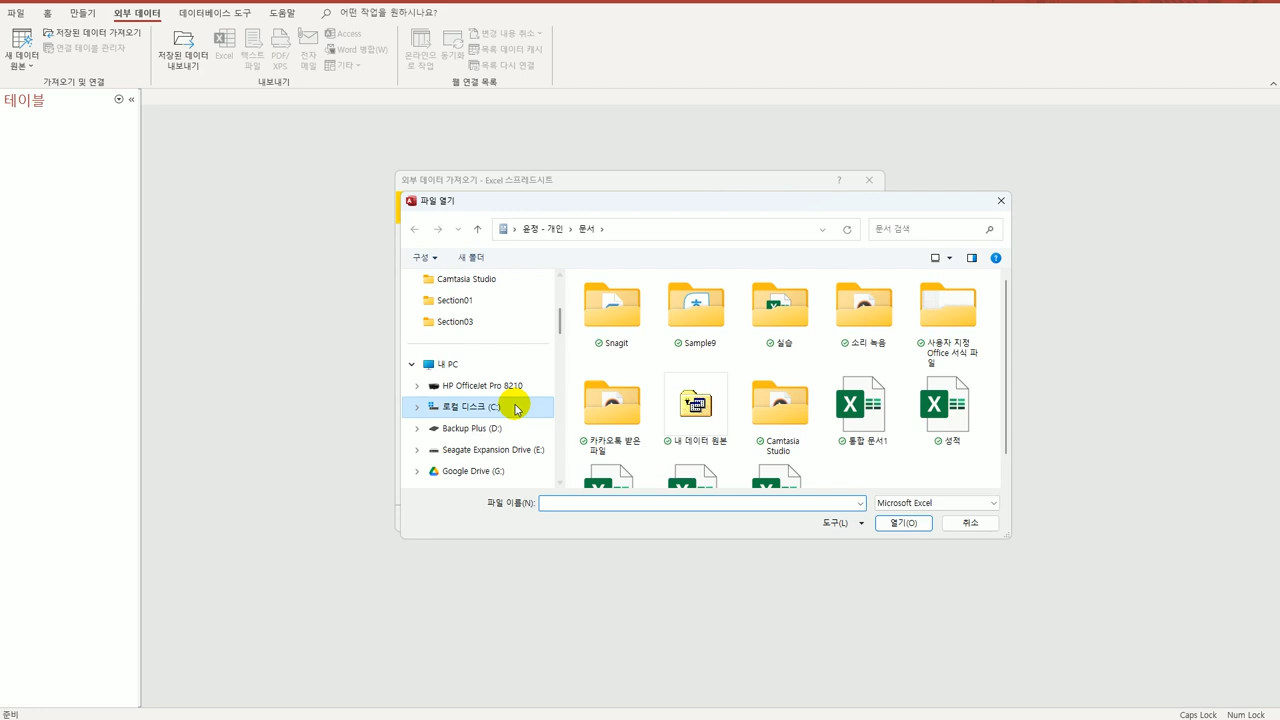 파일 홈 만들기 외부 데이터 데이터베이스 도구 도움말 어떤 작업을 원하시나요?
새 데이터 원본
저장된 데이터 가져오기
연결 테이블 관리자
가져오기 및 연결
저장된 데이터 내보내기
Excel
텍스트 파일
PDF/XPS
전자 메일
Access
Word 병합(W)
기타
내보내기
온라인으로 작업
동기화
변경 내용 취소
목록 데이터 캐시
목록 다시 연결
웹 연결 목록
테이블
외부 데이터 가져오기 - Excel 스프레드시트 ?
파일 열기
윤정 - 개인 › 문서 ›
문서 검색
구성
새 폴더
Camtasia Studio
Section01
Section03
내 PC
HP OfficeJet Pro 8210
로컬 디스크 (C:)
Backup Plus (D:)
Seagate Expansion Drive (E:)
Google Drive (G:)
Snagit
Sample9
실습
소리 녹음
사용자 지정
Office 서식 파
일
카카오톡 받은
파일
내 데이터 원본
Camtasia
Studio
통합 문서1
성적
파일 이름(N):
Microsoft Excel
도구(L)
열기(O)
취소
준비
Caps Lock Num Lock